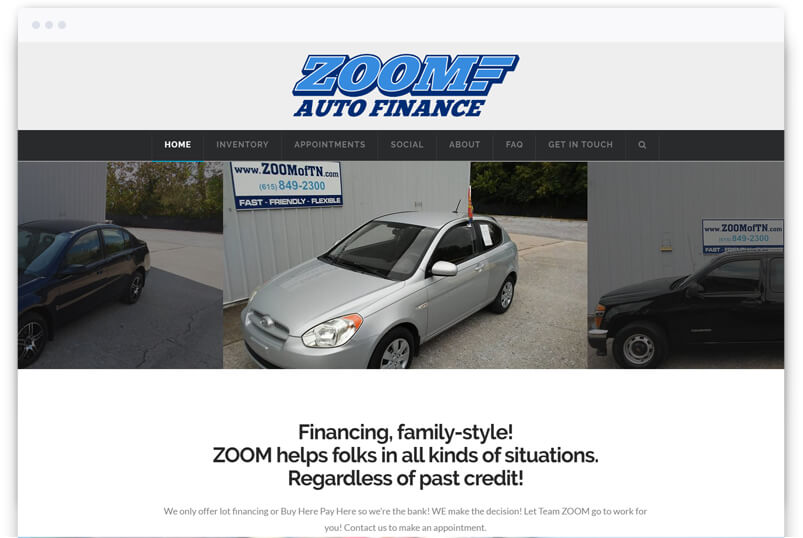 ZOOM
AUTO FINANCE
HOME INVENTORY APPOINTMENTS SOCIAL ABOUT FAQ GET IN TOUCH
www.ZOOMofTN.com
(615) 849-2300
FAST - FRIENDLY - FLEXIBLE
www.ZOOMofTN.com
(615) 849-2300
FAST - FRIENDLY - FLEXIBLE
Financing, family-style!
ZOOM helps folks in all kinds of situations.
Regardless of past credit!
We only offer lot financing or Buy Here Pay Here so we're the bank! WE make the decision! Let Team ZOOM go to work for
you! Contact us to make an appointment.